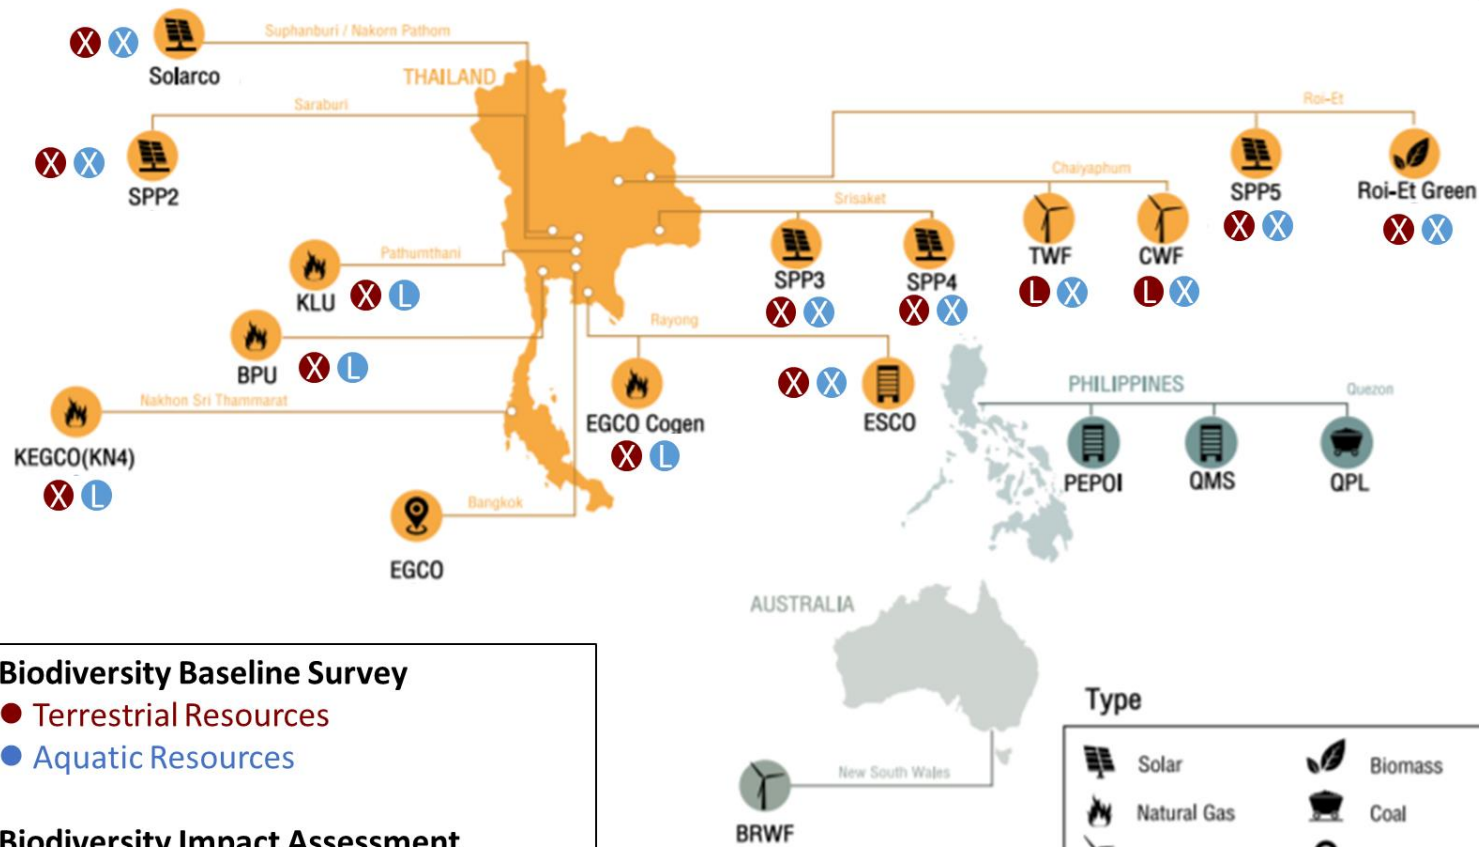 Suphanburi / Nakorn Pathom
X X
Solarco
THAILAND
Saraburi
Roi-Et
X X
SPP2
Chaiyaphum
SPP5
Roi-Et Green
X X
X X
Srisaket
TWF
CWF
L X
L X
Pathumthani
SPP3
SPP4
X X
X X
KLU
X L
Rayong
BPU
X L
PHILIPPINES
Quezon
Nakhon Sri Thammarat
EGCO Cogen
X L
X X
ESCO
KEGCO(KN4)
X L
PEPOI
QMS
QPL
Bangkok
EGCO
AUSTRALIA
Biodiversity Baseline Survey
Terrestrial Resources
Aquatic Resources
Biodiversity Impact Assessment
New South Wales
BRWF
Type
Solar
Biomass
Natural Gas
Coal